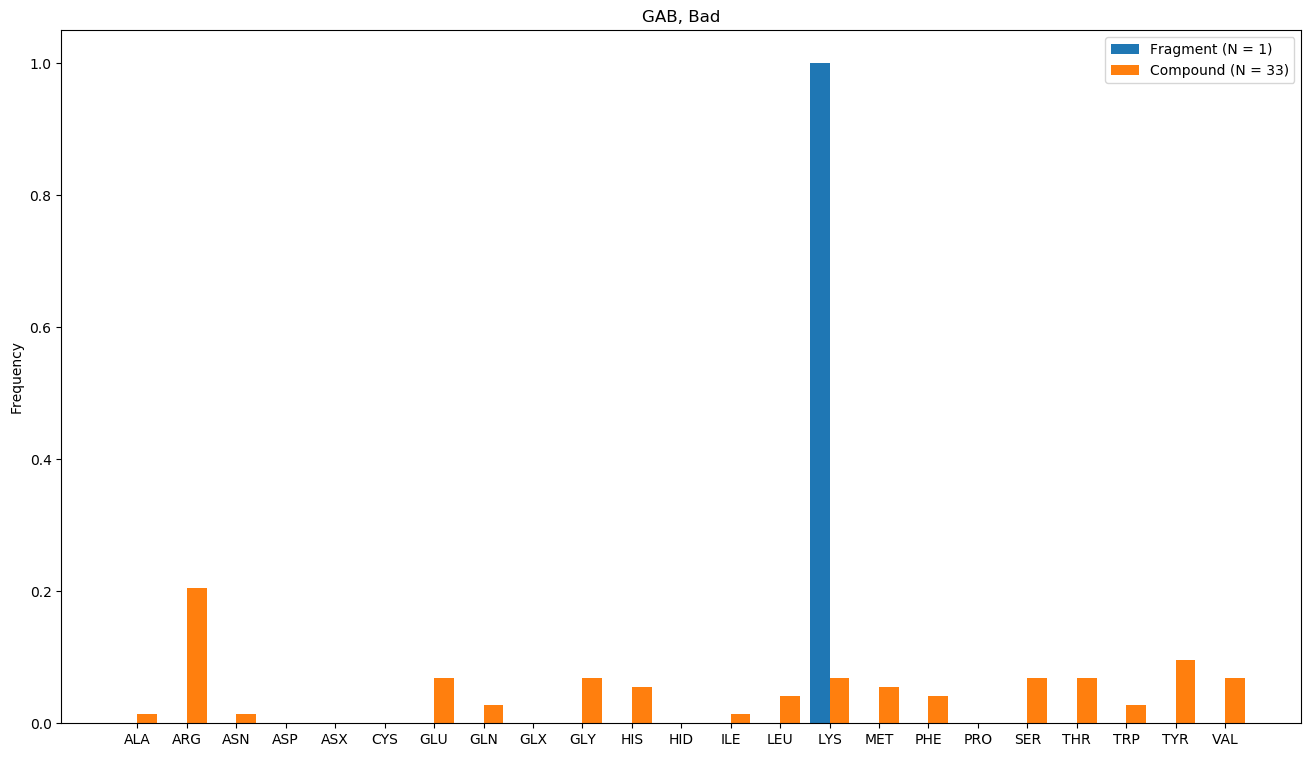 GAB, Bad
Fragment (N = 1)
Compound (N = 33)
Frequency
1.0
0.8
0.6
0.4
0.2
0.0
ALA ARG ASN ASP ASX CYS GLU GLN GLX GLY HIS HID ILE LEU LYS MET PHE PRO SER THR TRP TYR VAL